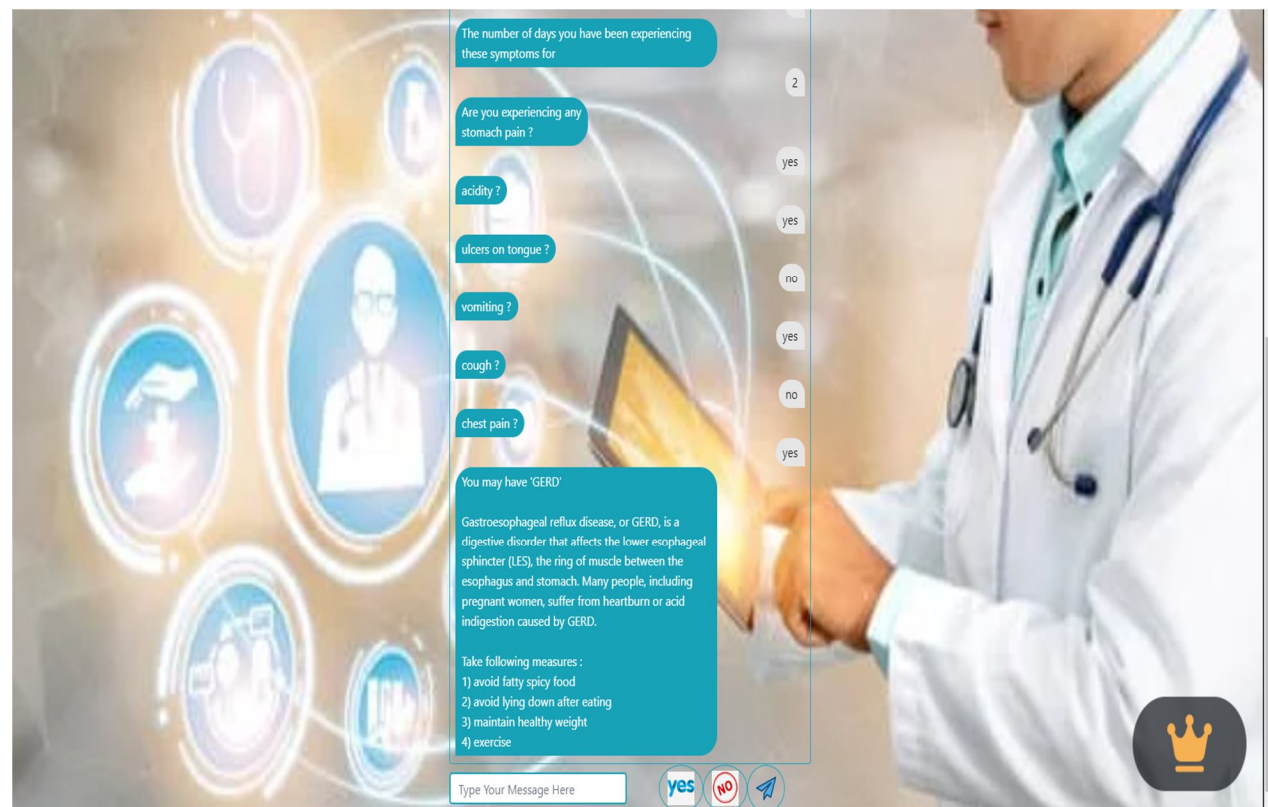 The number of days you have been experiencing
these symptoms for
2
Are you experiencing any
stomach pain ?
yes
acidity ?
yes
ulcers on tongue ?
no
vomiting ?
yes
cough ?
no
chest pain ?
yes
You may have 'GERD'
Gastroesophageal reflux disease, or GERD, is a
digestive disorder that affects the lower esophageal
sphincter (LES), the ring of muscle between the
esophagus and stomach. Many people, including
pregnant women, suffer from heartburn or acid
indigestion caused by GERD.
Take following measures :
1) avoid fatty spicy food
2) avoid lying down after eating
3) maintain healthy weight
4) exercise
Type Your Message Here
yes
NO